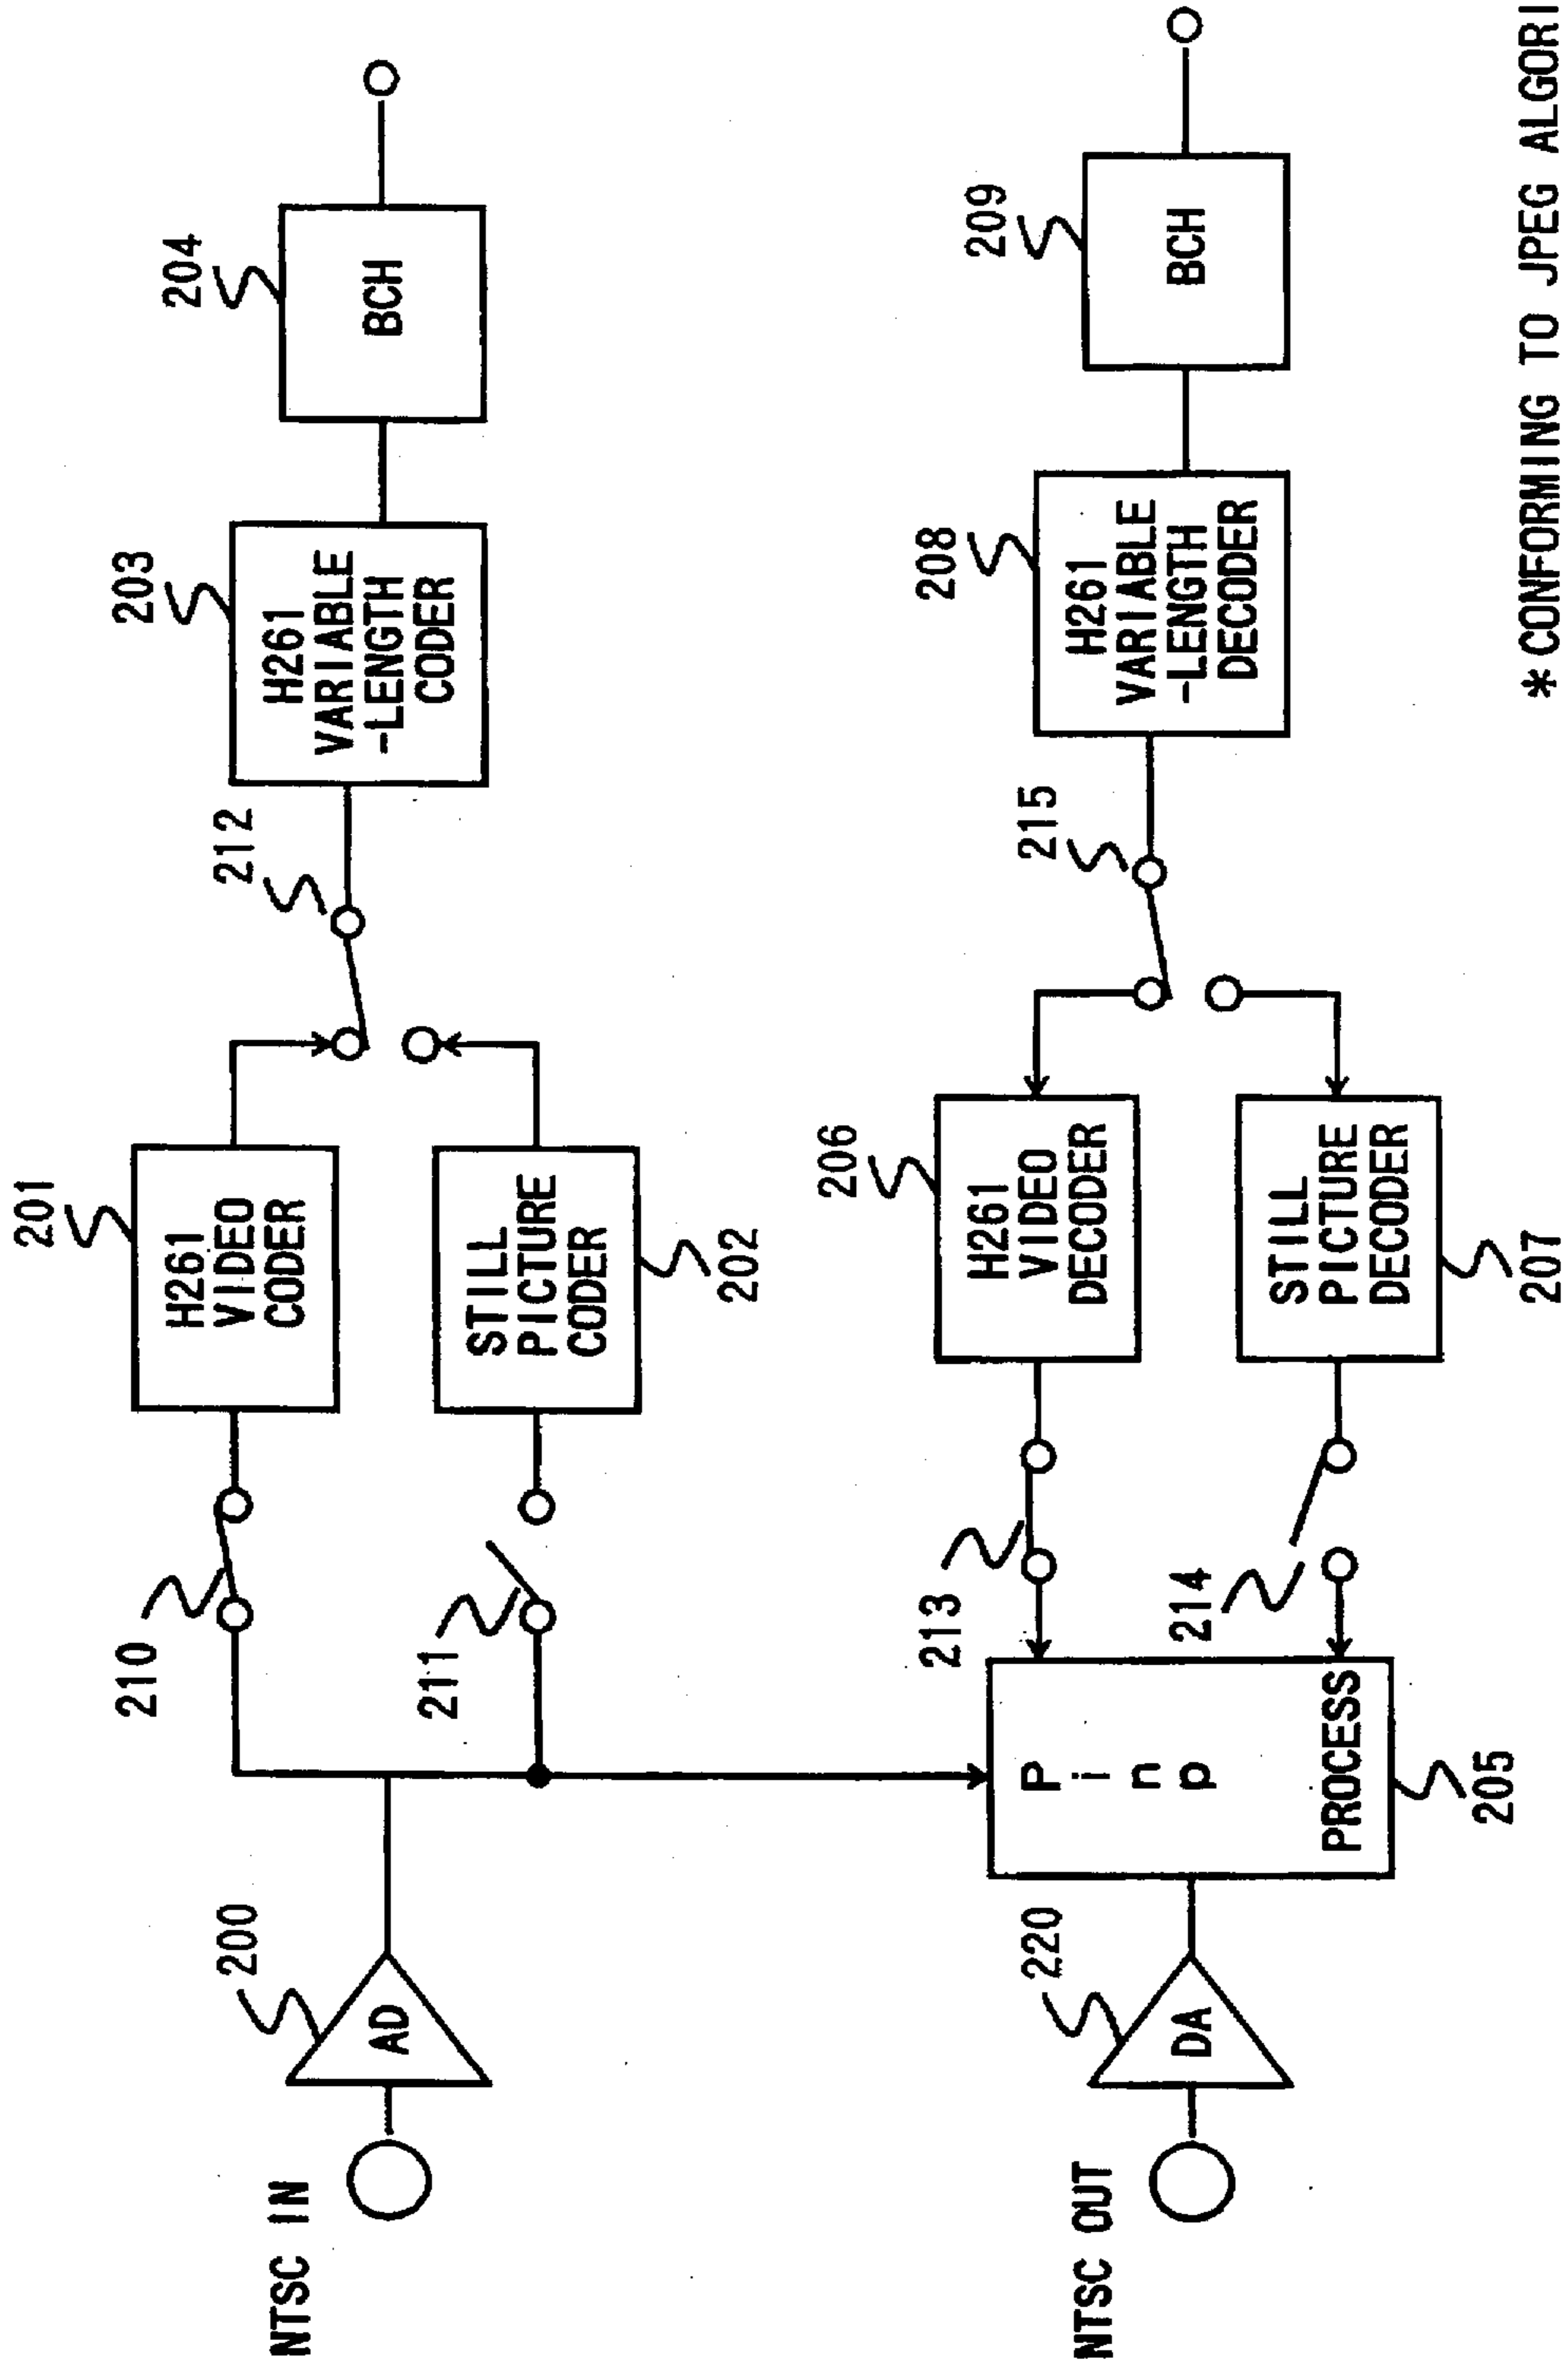 NTSC IN
200
AD
210
211
201
H261
VIDEO
CODER
STILL
PICTURE
CODER
202
212
203
H261
VARIABLE
-LENGTH
CODER
204
BCH
NTSC OUT
220
DA
Pinp
PROCESS
205
213
214
206
H261
VIDEO
DECODER
STILL
PICTURE
DECODER
207
215
208
H261
VARIABLE
-LENGTH
DECODER
209
BCH
*CONFORMING TO JPEG ALGORI